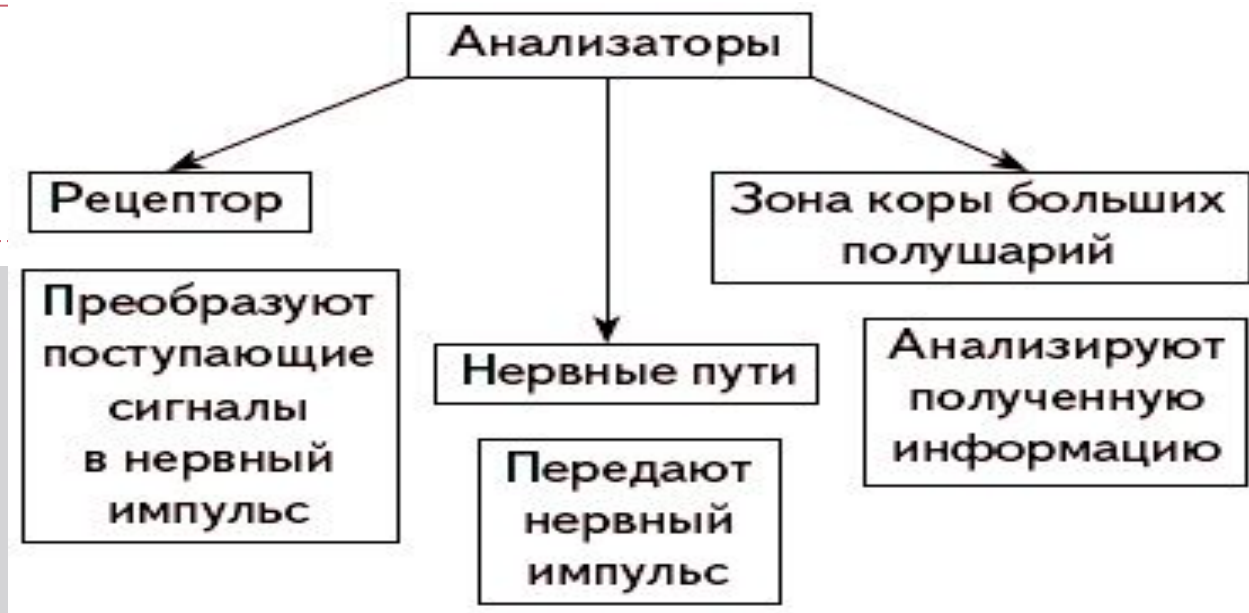 Анализаторы
Рецептор
Преобразуют
поступающие
сигналы
в нервный
импульс
Нервные пути
Передают
нервный
импульс
Зона коры больших
полушарий
Анализируют
полученную
информацию